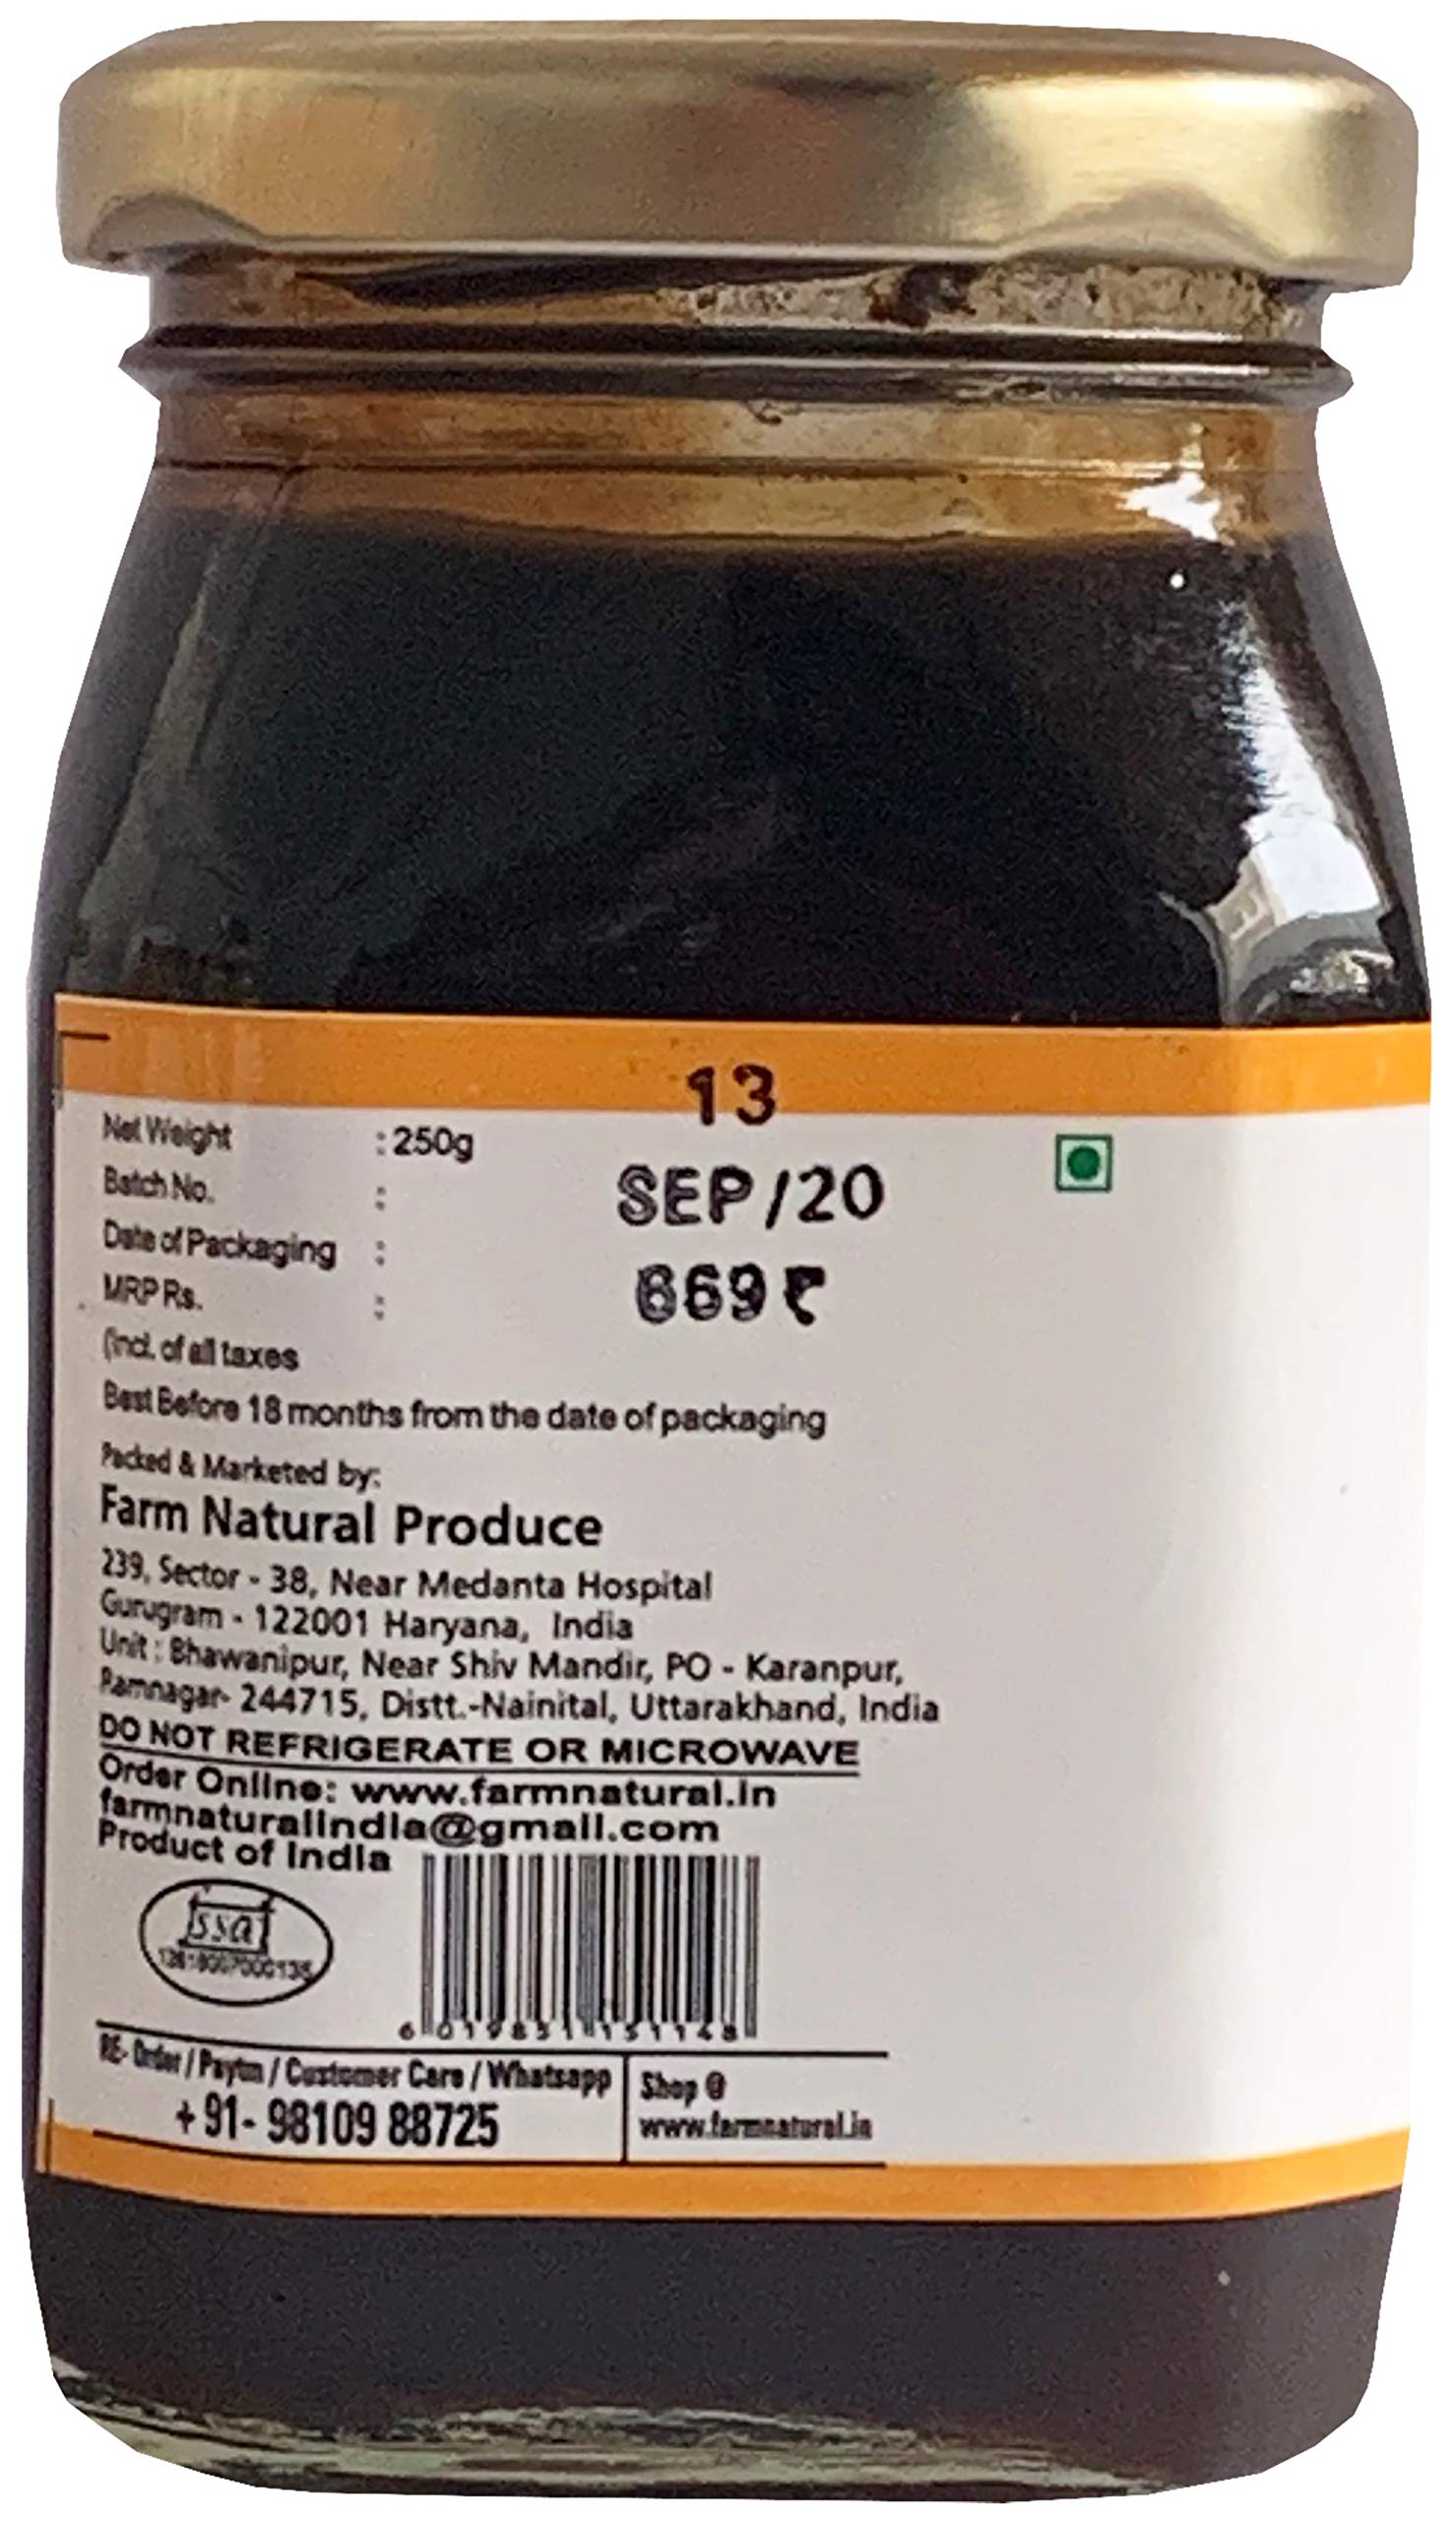 13
Net Weight : 250g
Batch No. :
SEP/20
Date of Packaging :
MRP Rs. :
669₹
(incl. of all taxes
Best Before 18 months from the date of packaging
Packed & Marketed by:
Farm Natural Produce
239, Sector - 38, Near Medanta Hospital
Gurugram - 122001 Haryana, India
Unit : Bhawanipur, Near Shiv Mandir, PO - Karanpur,
Ramnagar- 244715, Distt.-Nainital, Uttarakhand, India
DO NOT REFRIGERATE OR MICROWAVE
Order Online: www.farmnatural.in
farmnaturalindia@gmail.com
Product of India
fssai
RE- Order / Paytm / Customer Care / Whatsapp
+91- 98109 88725
Shop @
www.farmnatural.in